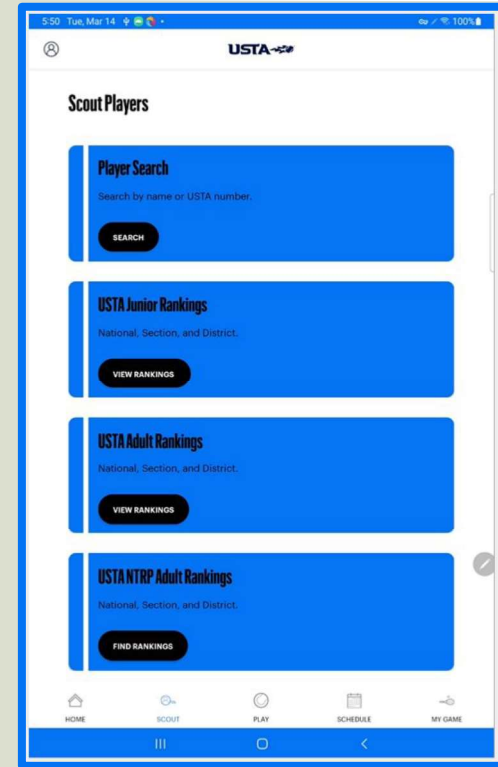 5:50 Tue, Mar 14
100%
USTA
Scout Players
Player Search
Search by name or USTA number.
SEARCH
USTA Junior Rankings
National, Section, and District.
VIEW RANKINGS
USTA Adult Rankings
National, Section, and District.
VIEW RANKINGS
USTA NTRP Adult Rankings
National, Section, and District.
FIND RANKINGS
HOME SCOUT PLAY SCHEDULE MY GAME